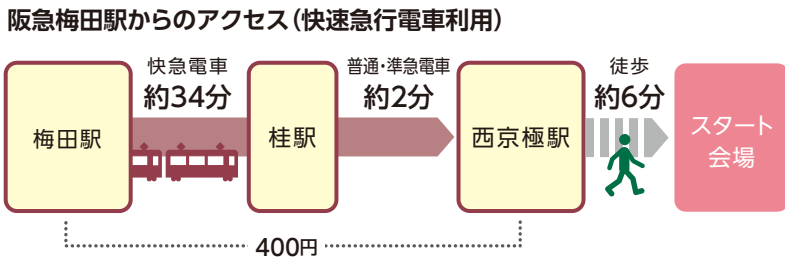 阪急梅田駅からのアクセス（快速急行電車利用）
快急電車
約34分
普通・準急電車
約2分
徒歩
約6分
梅田駅
桂駅
西京極駅
スタート
会場
400円